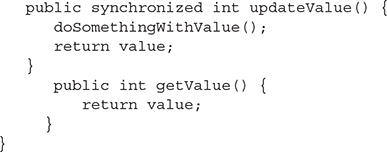 public synchronized int updateValue() {
doSomethingWithValue();
return value;
}
public int getValue() {
return value;
}
}